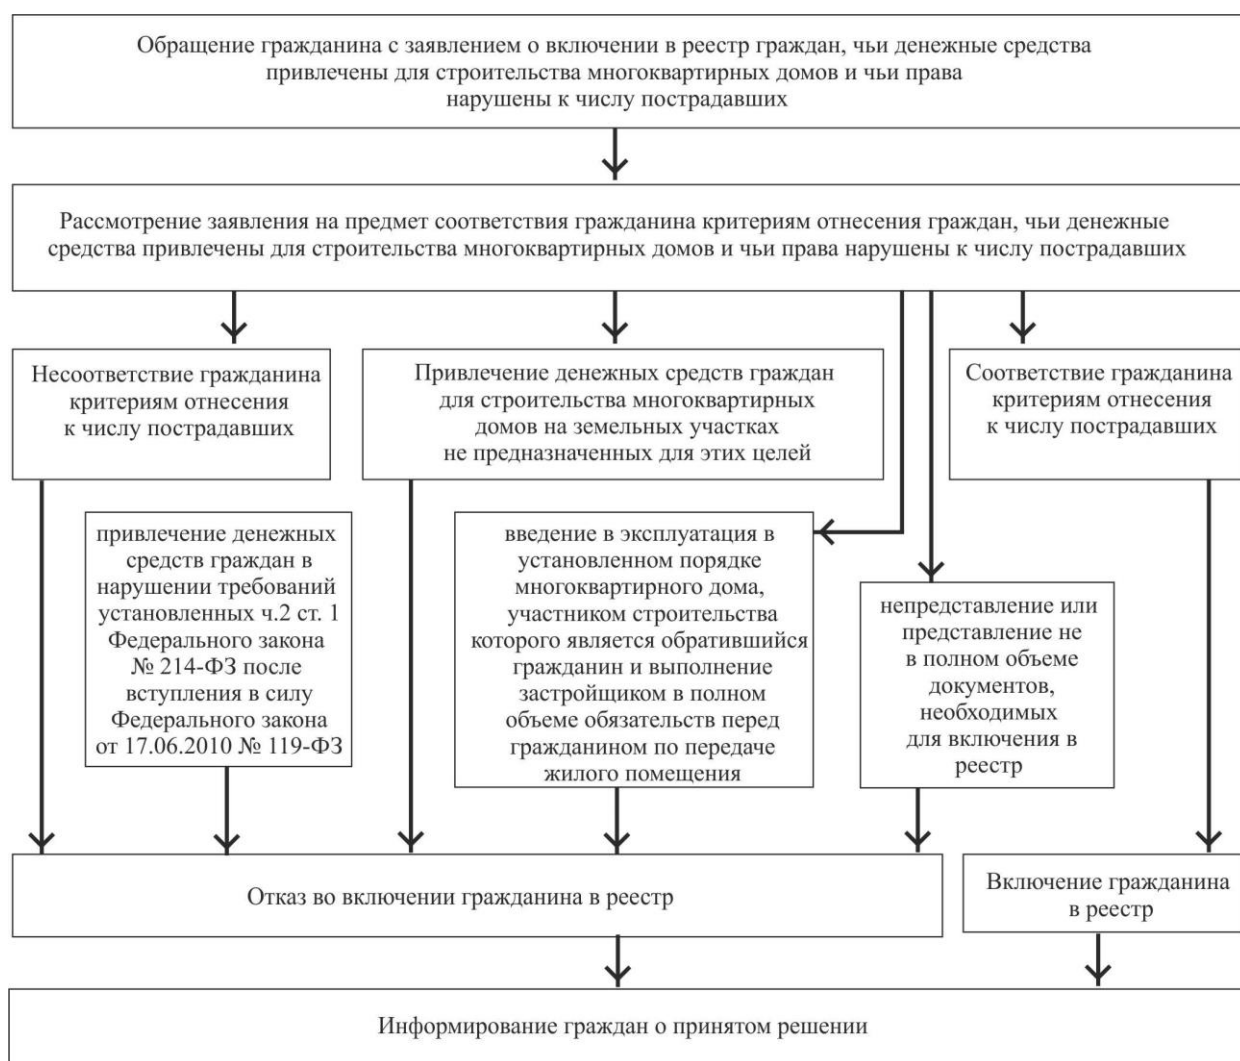 Обращение гражданина с заявлением о включении в реестр граждан, чьи денежные средства
привлечены для строительства многоквартирных домов и чьи права
нарушены к числу пострадавших
Рассмотрение заявления на предмет соответствия гражданина критериям отнесения граждан, чьи денежные
средства привлечены для строительства многоквартирных домов и чьи права нарушены к числу пострадавших
Несоответствие гражданина
критериям отнесения
к числу пострадавших
Привлечение денежных средств граждан
для строительства многоквартирных
домов на земельных участках
не предназначенных для этих целей
Соответствие гражданина
критериям отнесения
к числу пострадавших
привлечение денежных
средств граждан в
нарушении требований
установленных ч.2 ст. 1
Федерального закона
№ 214-ФЗ после
вступления в силу
Федерального закона
от 17.06.2010 № 119-ФЗ
введение в эксплуатация в
установленном порядке
многоквартирного дома,
участником строительства
которого является обратившийся
гражданин и выполнение
застройщиком в полном
объеме обязательств перед
гражданином по передаче
жилого помещения
непредставление или
представление не
в полном объеме
документов,
необходимых
для включения в
реестр
Отказ во включении гражданина в реестр
Включение гражданина
в реестр
Информирование граждан о принятом решении